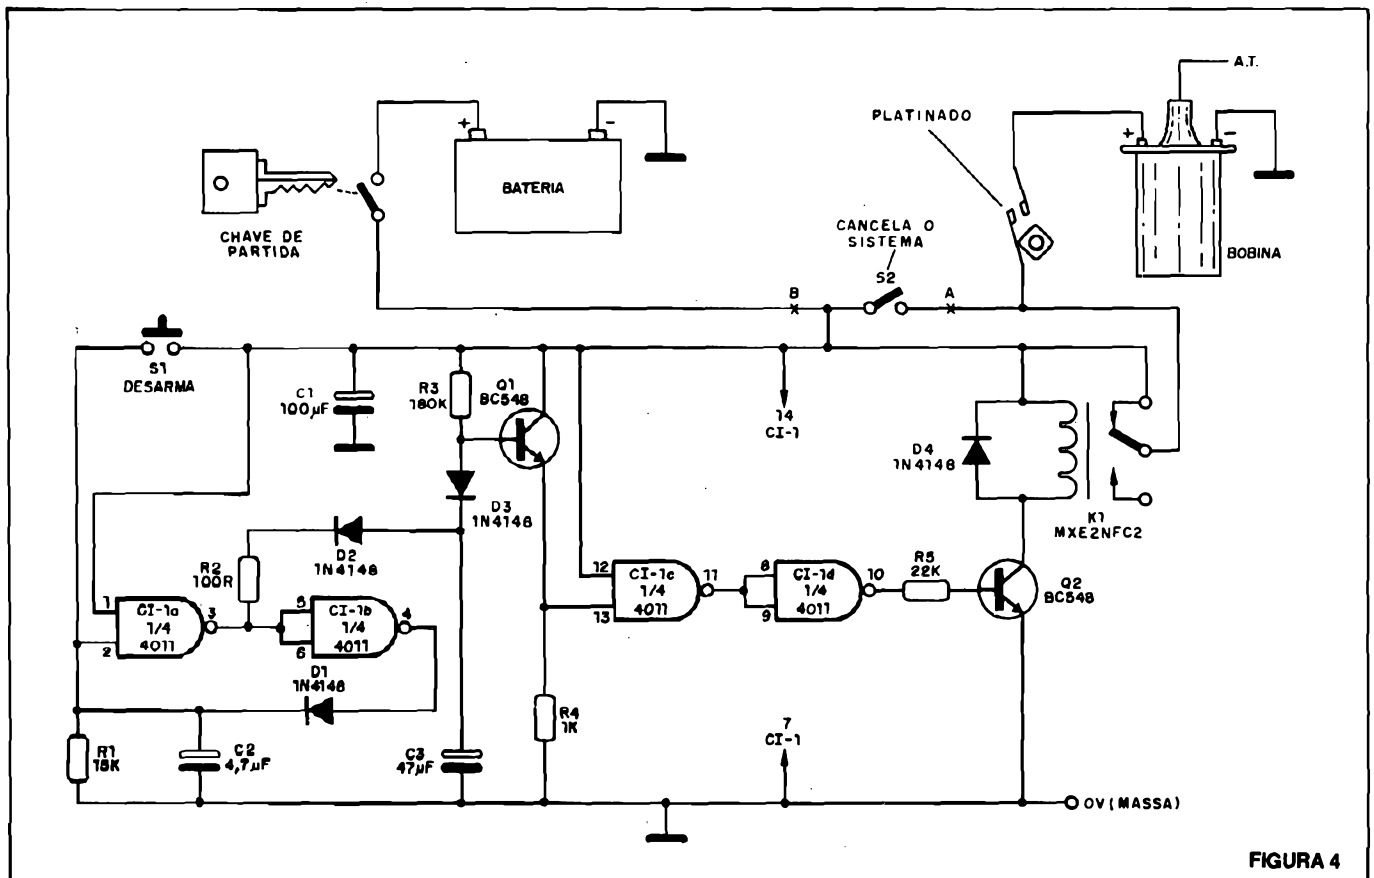 A.T.
PLATINADO
+
-
+
-
BATERIA
CHAVE DE
PARTIDA
CANCELA O
SISTEMA
S2
BOBINA
B
A
S1
DESARMA
C1
100µF
R3
180K
Q1
BC548
14
CI-1
D4
1N4148
K1
MXE2NFC2
D3
1N4148
D2
1N4148
R2
100R
1
2
CI-1a
1/4
4011
3
5
6
CI-1b
1/4
4011
4
12
13
CI-1c
1/4
4011
11
8
9
CI-1d
1/4
4011
10
R5
22K
Q2
BC548
D1
1N4148
R1
15K
C2
4,7µF
C3
47µF
R4
1K
7
CI-1
0V (MASSA)
FIGURA 4